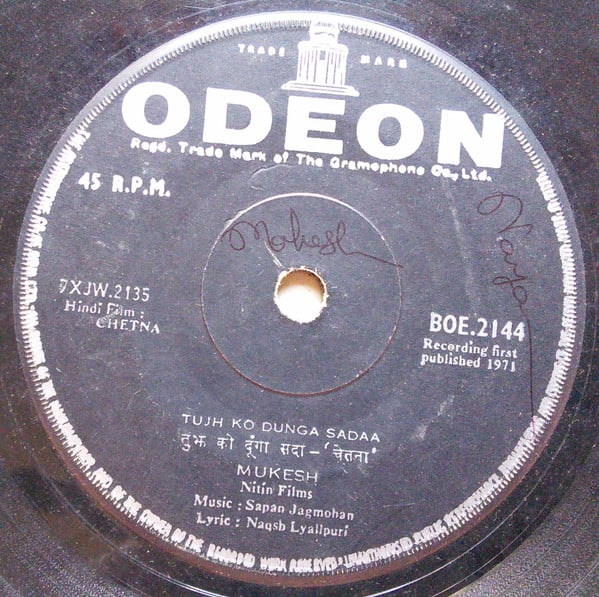 TRADE MARK
ODEON
Regd. Trade Mark of The Gramophone Co., Ltd.
45 R.P.M.
7XJW.2135
Hindi Film :
CHETNA
BOE.2144
Recording first
published 1971
Mukesh
TUJH KO DUNGA SADAA
तुझ को दूंगा सदा - 'चेतना'
MUKESH
Nitin Films
Music : Sapan Jagmohan
Lyric : Naqsh Lyallpuri